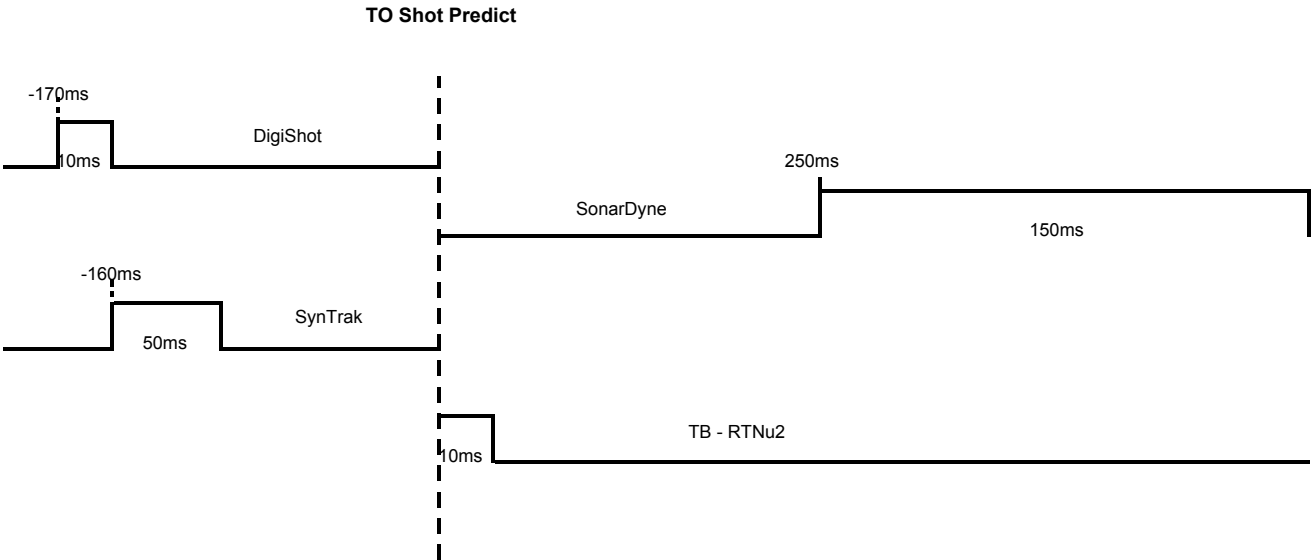 TO Shot Predict
-170ms
DigiShot
10ms
250ms
SonarDyne
150ms
-160ms
SynTrak
50ms
TB - RTNu2
10ms